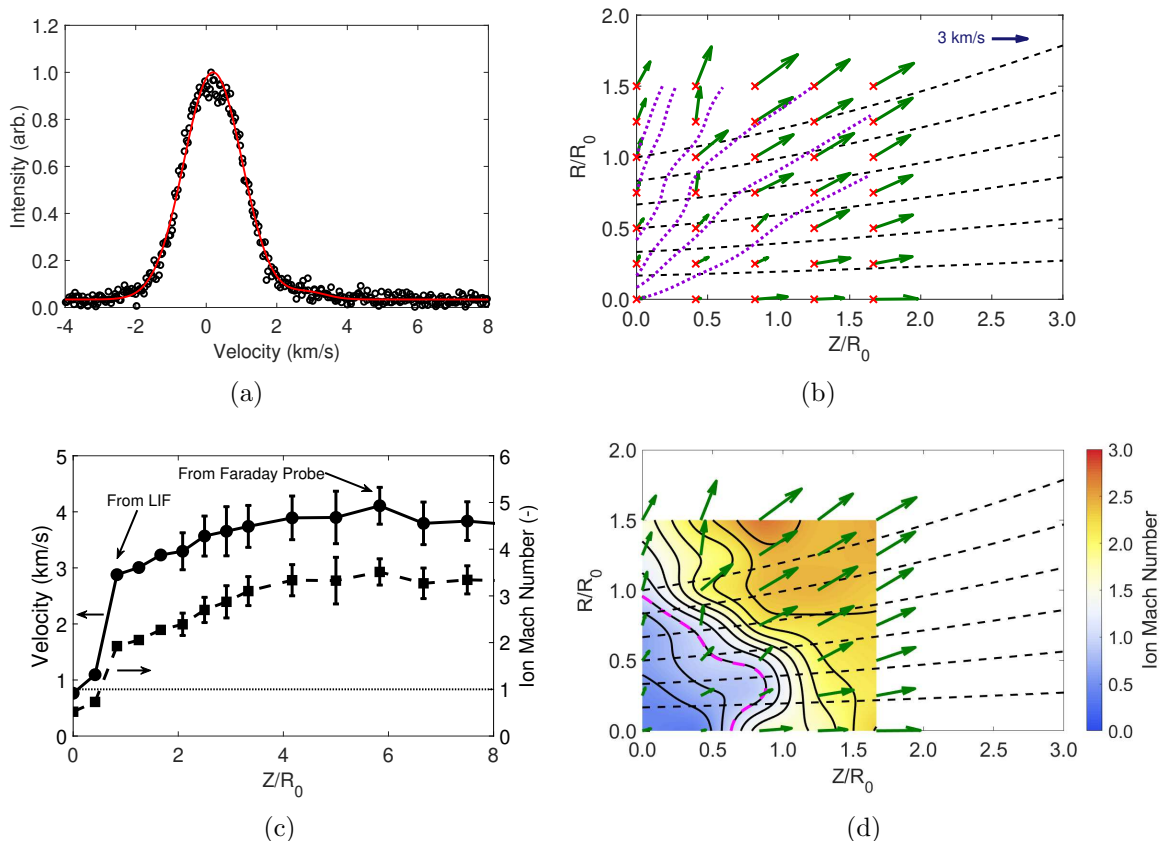 1.2
1.0
0.8
0.6
0.4
0.2
0.0
Intensity (arb.)
-4 -2 0 2 4 6 8
Velocity (km/s)
(a)
2.0
1.5
1.0
0.5
0.0
R/R0
3 km/s
0.0 0.5 1.0 1.5 2.0 2.5 3.0
Z/R0
(b)
5
4
3
2
1
0
Velocity (km/s)
From Faraday Probe
From LIF
6
5
4
3
2
1
0
Ion Mach Number (-)
0 2 4 6 8
Z/R0
(c)
2.0
1.5
1.0
0.5
0.0
R/R0
0.0 0.5 1.0 1.5 2.0 2.5 3.0
Z/R0
3.0
2.5
2.0
1.5
1.0
0.5
0.0
Ion Mach Number
(d)